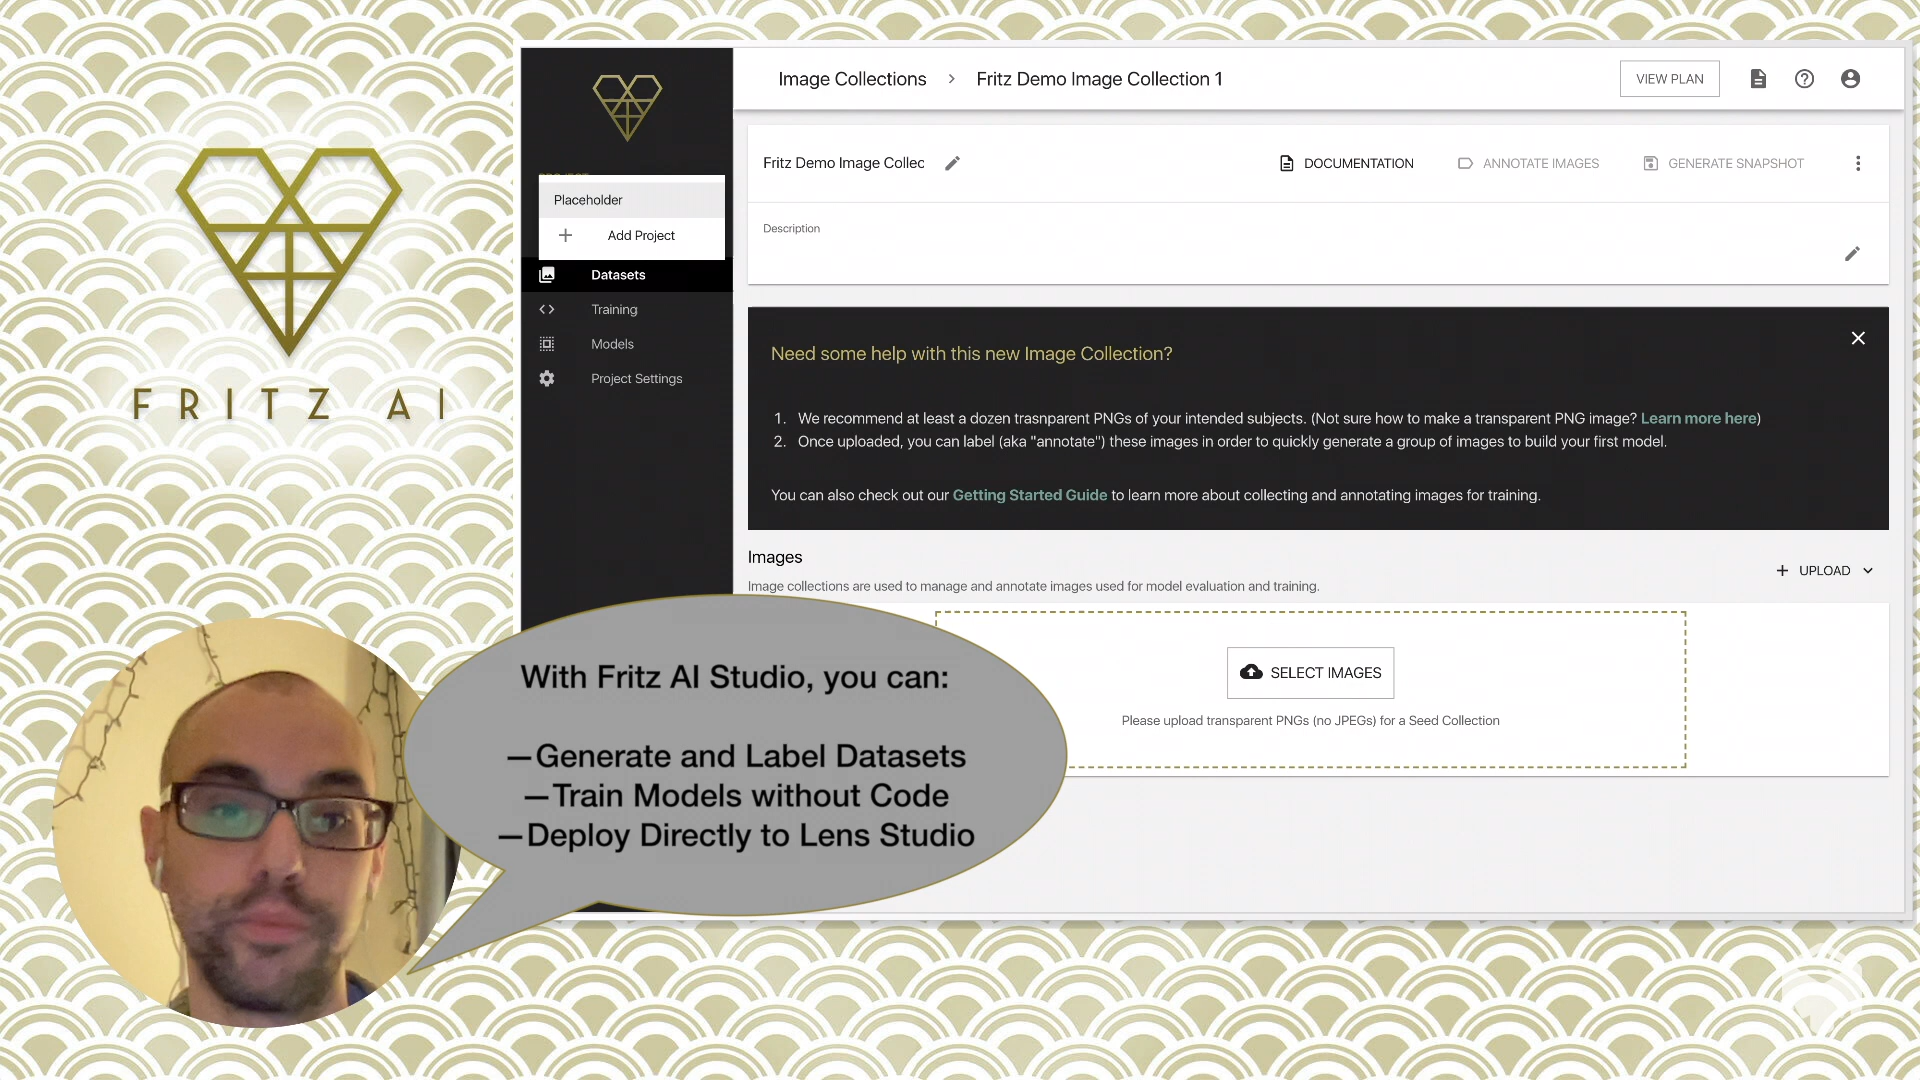 FRITZ AI
Image Collections > Fritz Demo Image Collection 1
VIEW PLAN
Fritz Demo Image Collec
DOCUMENTATION
ANNOTATE IMAGES
GENERATE SNAPSHOT
Placeholder
+ Add Project
Datasets
Training
Models
Project Settings
Description
Need some help with this new Image Collection?
1. We recommend at least a dozen trasnparent PNGs of your intended subjects. (Not sure how to make a transparent PNG image? Learn more here)
2. Once uploaded, you can label (aka "annotate") these images in order to quickly generate a group of images to build your first model.
You can also check out our Getting Started Guide to learn more about collecting and annotating images for training.
Images
+ UPLOAD
Image collections are used to manage and annotate images used for model evaluation and training.
SELECT IMAGES
Please upload transparent PNGs (no JPEGs) for a Seed Collection
With Fritz AI Studio, you can:
—Generate and Label Datasets
—Train Models without Code
—Deploy Directly to Lens Studio